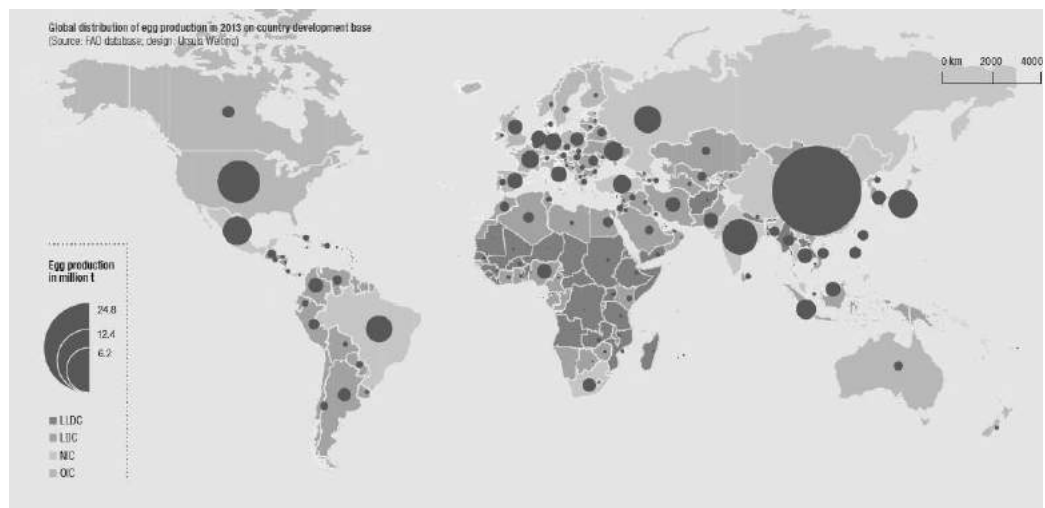 Global distribution of egg production in 2013 on country development base
(Source: FAO database; design: Ursula Welting)
0 km 2000 4000
Egg production
in million t
24.8
12.4
6.2
LLDC
LDC
NIC
OIC